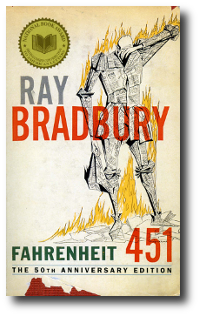 RAY
BRADBURY
FAHRENHEIT 451
THE 50TH ANNIVERSARY EDITION